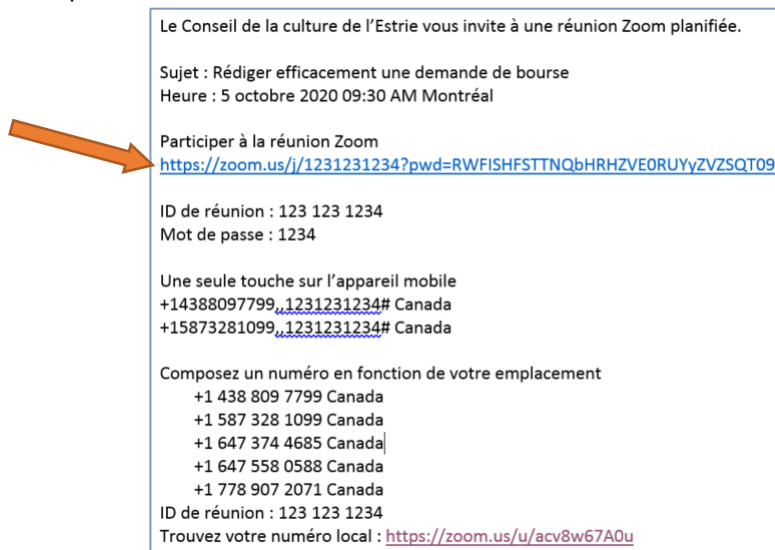 Le Conseil de la culture de l'Estrie vous invite à une réunion Zoom planifiée.
Sujet : Rédiger efficacement une demande de bourse
Heure : 5 octobre 2020 09:30 AM Montréal
Participer à la réunion Zoom
https://zoom.us/j/1231231234?pwd=RWFISHFSTTNQbHRHZVE0RUYyZVZSQT09
ID de réunion : 123 123 1234
Mot de passe : 1234
Une seule touche sur l'appareil mobile
+14388097799,,1231231234# Canada
+15873281099,,1231231234# Canada
Composez un numéro en fonction de votre emplacement
+1 438 809 7799 Canada
+1 587 328 1099 Canada
+1 647 374 4685 Canada
+1 647 558 0588 Canada
+1 778 907 2071 Canada
ID de réunion : 123 123 1234
Trouvez votre numéro local : https://zoom.us/u/acv8w67A0u